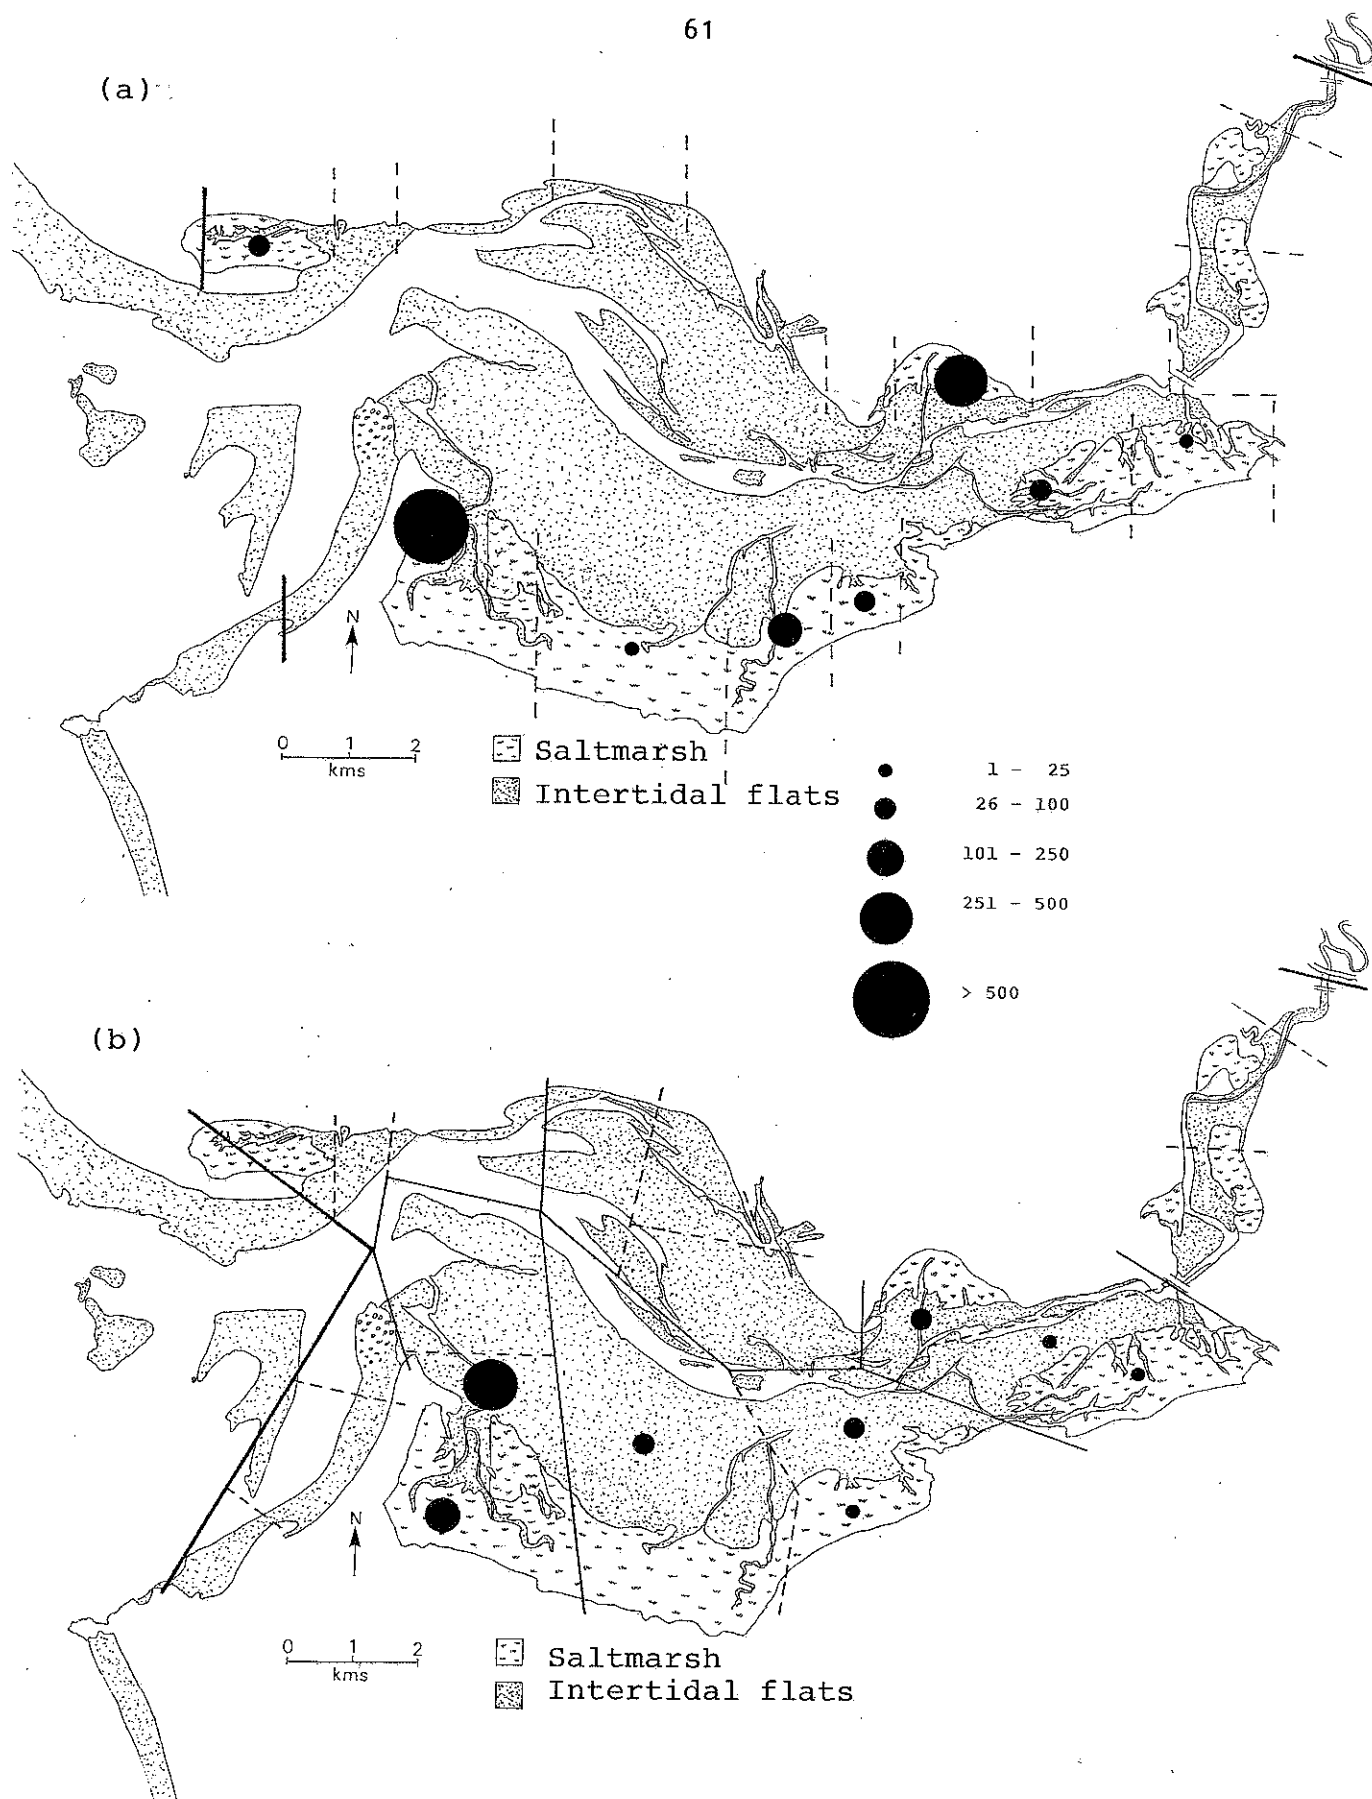 61
(a)
N
0 1 2
kms
Saltmarsh
Intertidal flats
1 - 25
26 - 100
101 - 250
251 - 500
> 500
(b)
N
0 1 2
kms
Saltmarsh
Intertidal flats